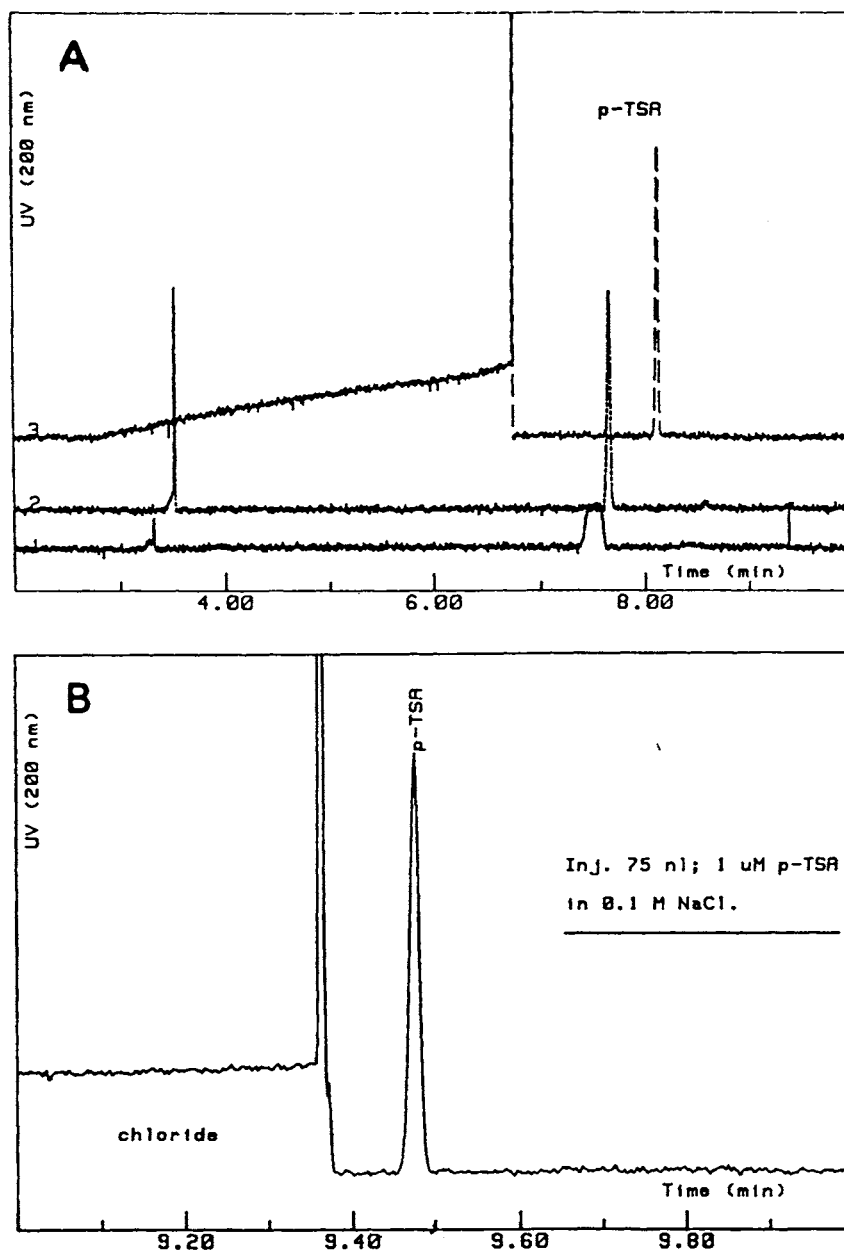 A
UV (200 nm)
p-TSA
3
2
1
Time (min)
4.00 6.00 8.00
B
UV (200 nm)
p-TSA
Inj. 75 nl; 1 uM p-TSA
in 0.1 M NaCl.
chloride
Time (min)
9.20 9.40 9.60 9.80